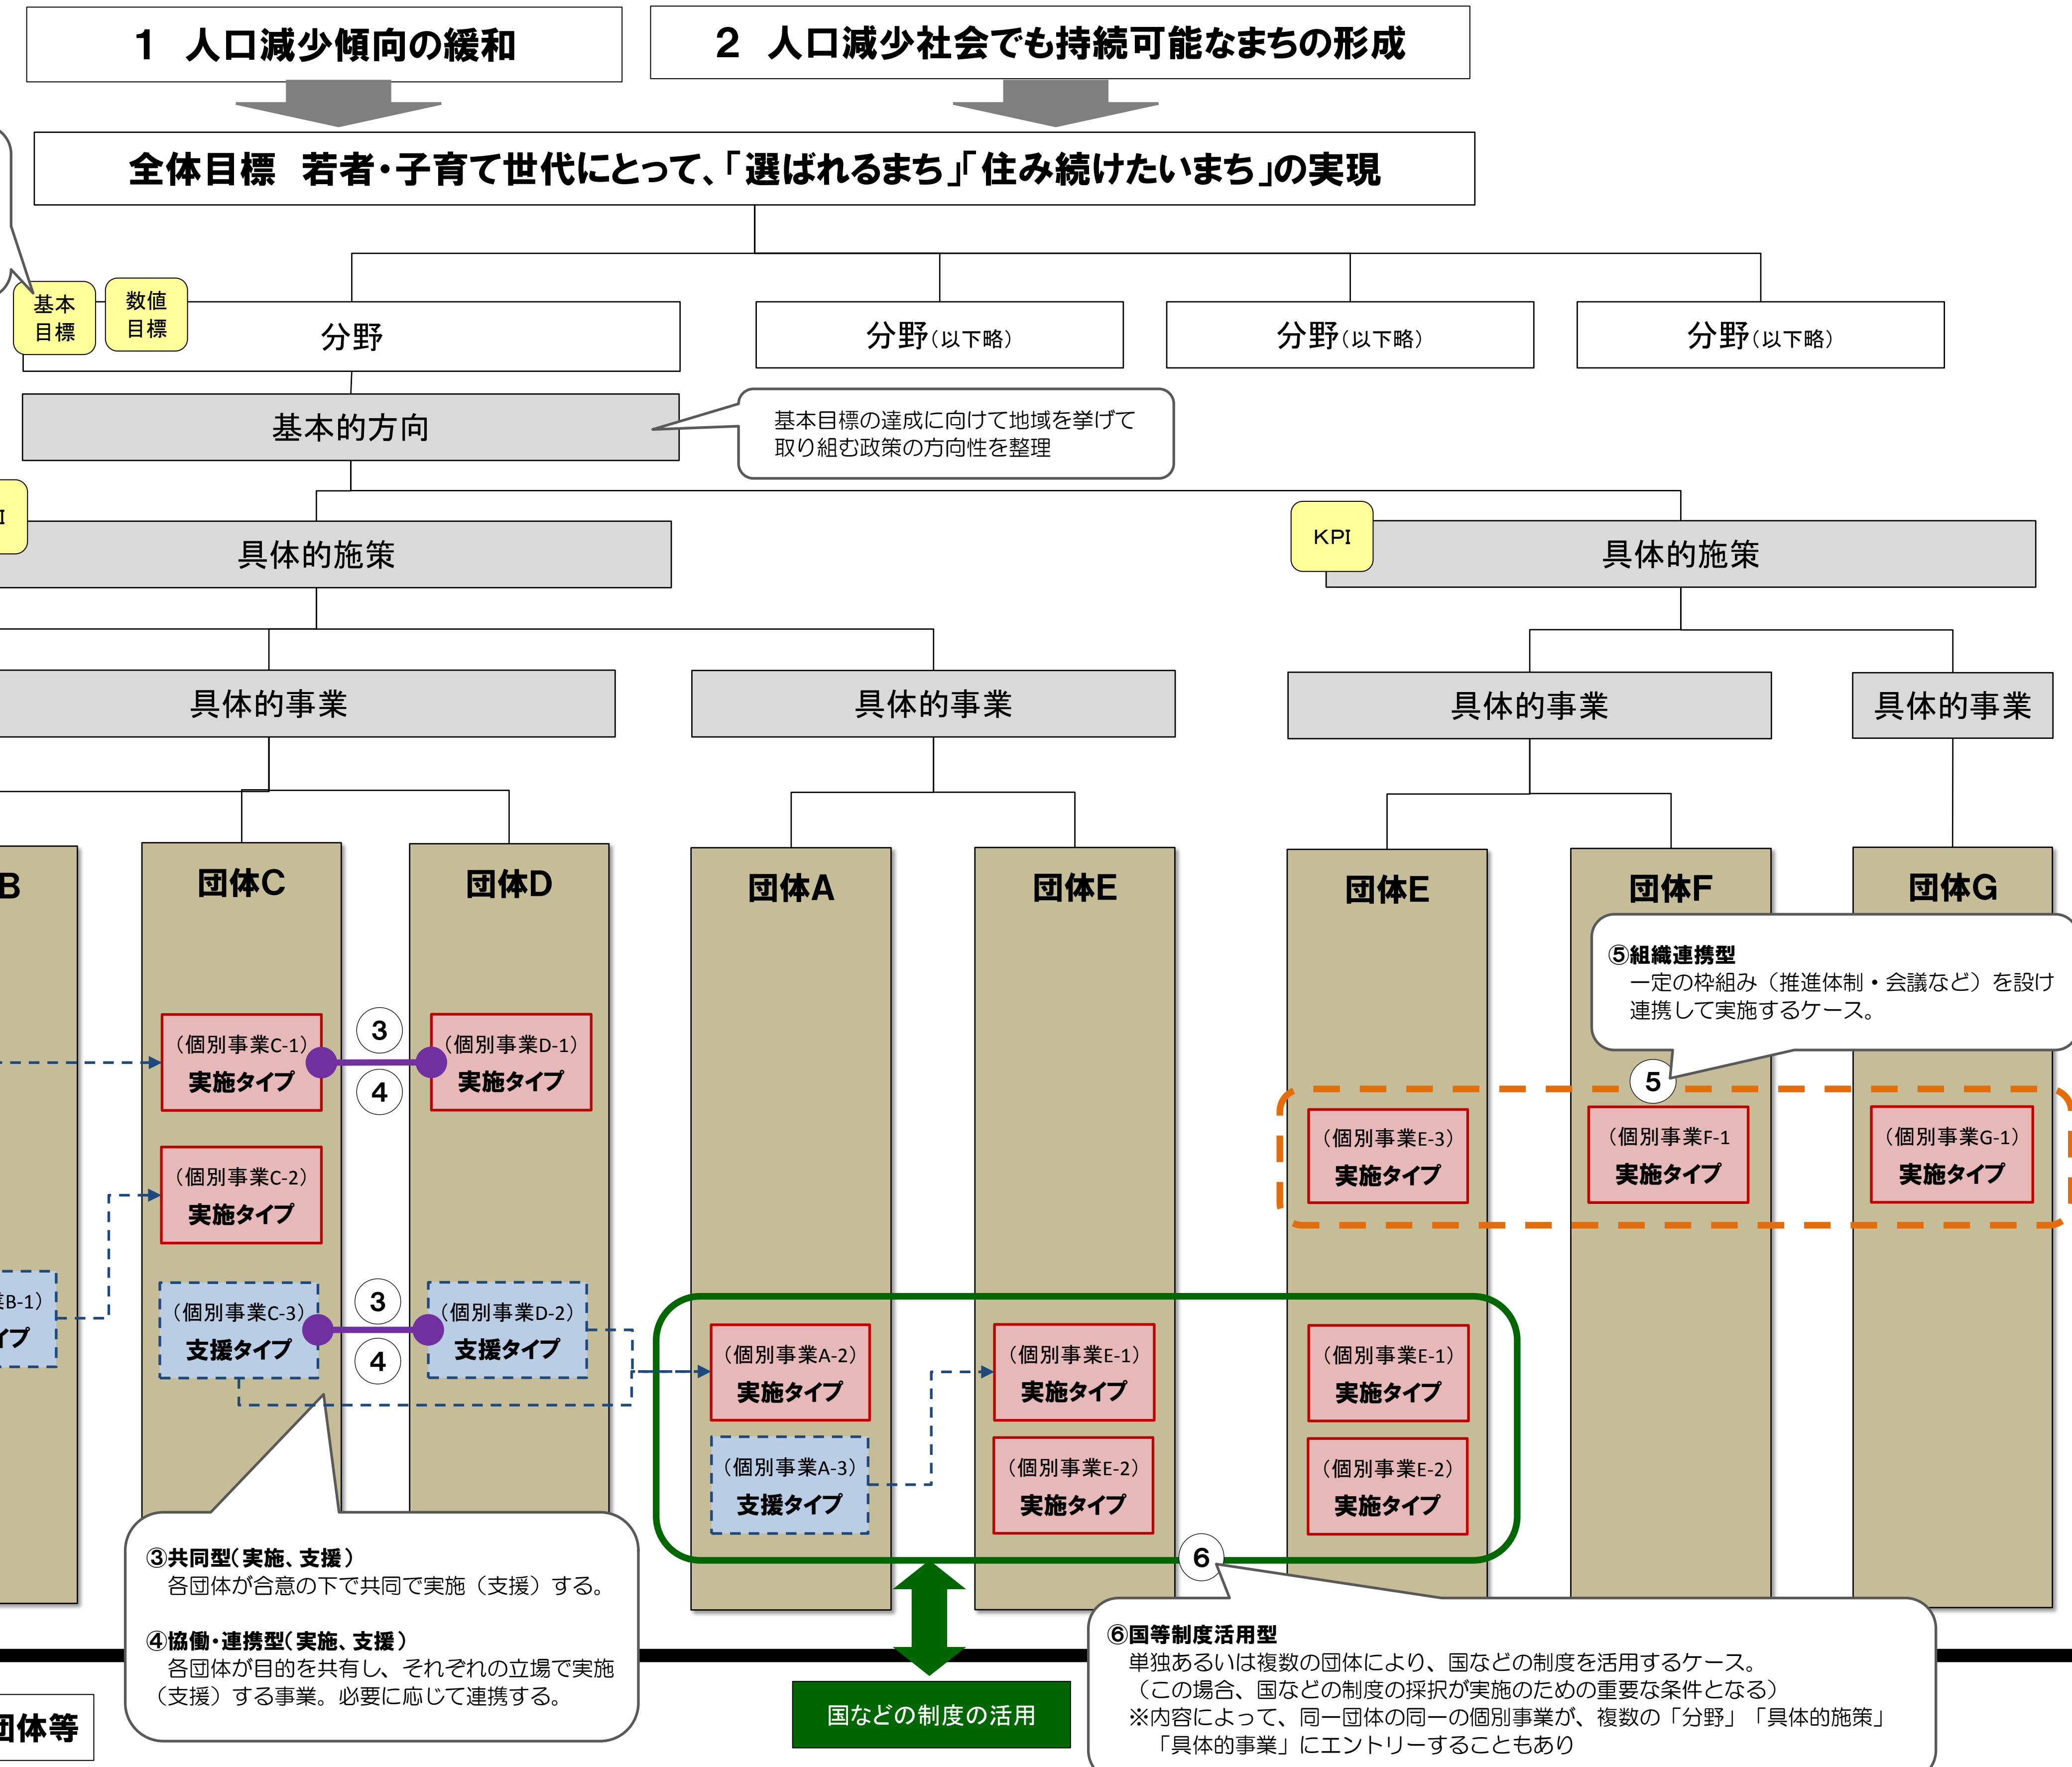 1 人口減少傾向の緩和
2 人口減少社会でも持続可能なまちの形成
全体目標 若者・子育て世代にとって、「選ばれるまち」「住み続けたいまち」の実現
基本
目標
数値
目標
分野
分野(以下略)
分野(以下略)
分野(以下略)
基本的方向
基本目標の達成に向けて地域を挙げて
取り組む政策の方向性を整理
I
具体的施策
KPI
具体的施策
具体的事業
具体的事業
具体的事業
具体的事業
B
団体C
団体D
団体A
団体E
団体E
団体F
団体G
⑤組織連携型
一定の枠組み（推進体制・会議など）を設け
連携して実施するケース。
(個別事業C-1)
実施タイプ
③
④
(個別事業D-1)
実施タイプ
⑤
(個別事業E-3)
実施タイプ
(個別事業F-1
実施タイプ
(個別事業G-1)
実施タイプ
(個別事業C-2)
実施タイプ
業B-1)
イプ
(個別事業C-3)
支援タイプ
③
④
(個別事業D-2)
支援タイプ
(個別事業A-2)
実施タイプ
(個別事業E-1)
実施タイプ
(個別事業E-1)
実施タイプ
(個別事業A-3)
支援タイプ
(個別事業E-2)
実施タイプ
(個別事業E-2)
実施タイプ
③共同型(実施、支援)
各団体が合意の下で共同で実施（支援）する。
④協働・連携型(実施、支援)
各団体が目的を共有し、それぞれの立場で実施
（支援）する事業。必要に応じて連携する。
⑥
⑥国等制度活用型
単独あるいは複数の団体により、国などの制度を活用するケース。
（この場合、国などの制度の採択が実施のための重要な条件となる）
※内容によって、同一団体の同一の個別事業が、複数の「分野」「具体的施策」
「具体的事業」にエントリーすることもあり
国などの制度の活用
団体等